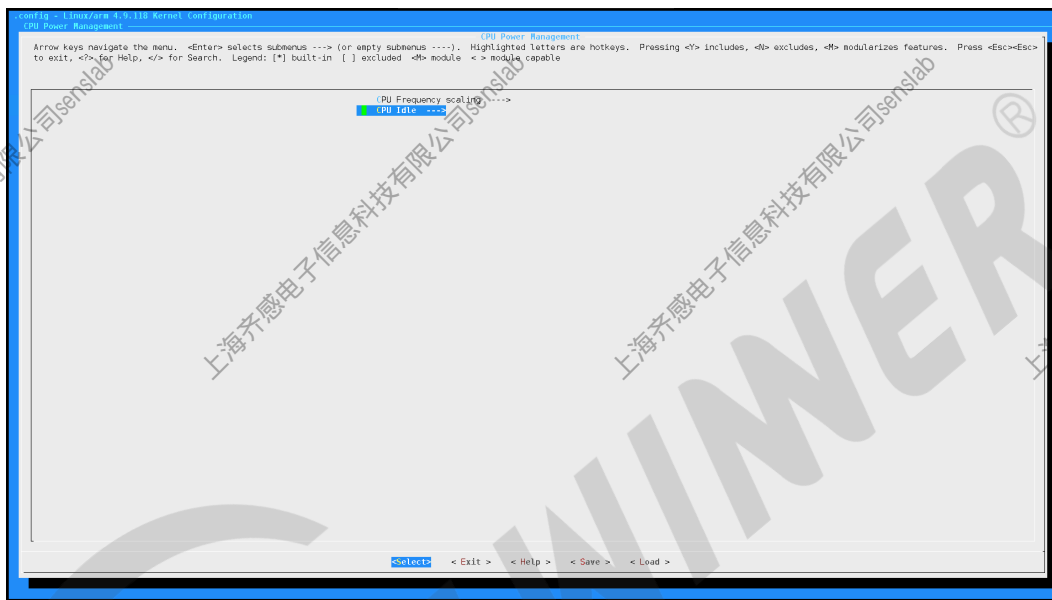 .config - Linux/arm 4.9.118 Kernel Configuration
CPU Power Management
CPU Power Management
Arrow keys navigate the menu.  <Enter> selects submenus ---> (or empty submenus ----).  Highlighted letters are hotkeys.  Pressing <Y> includes, <N> excludes, <M> modularizes features.  Press <Esc><Esc>
to exit, <?> for Help, </> for Search.  Legend: [*] built-in  [ ] excluded  <M> module  < > module capable
CPU Frequency scaling  --->
CPU Idle  --->
限公司senslab
上海齐感电子信息科技有限公司senslab
上海齐感电子信息科技有限公司senslab
上
WINNER
®
<Select>    < Exit >    < Help >    < Save >    < Load >